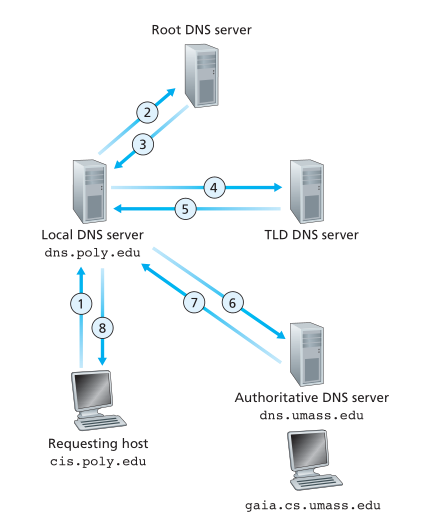 Root DNS server
2
3
4
5
Local DNS server
dns.poly.edu
TLD DNS server
1
8
7
6
Authoritative DNS server
dns.umass.edu
Requesting host
cis.poly.edu
gaia.cs.umass.edu